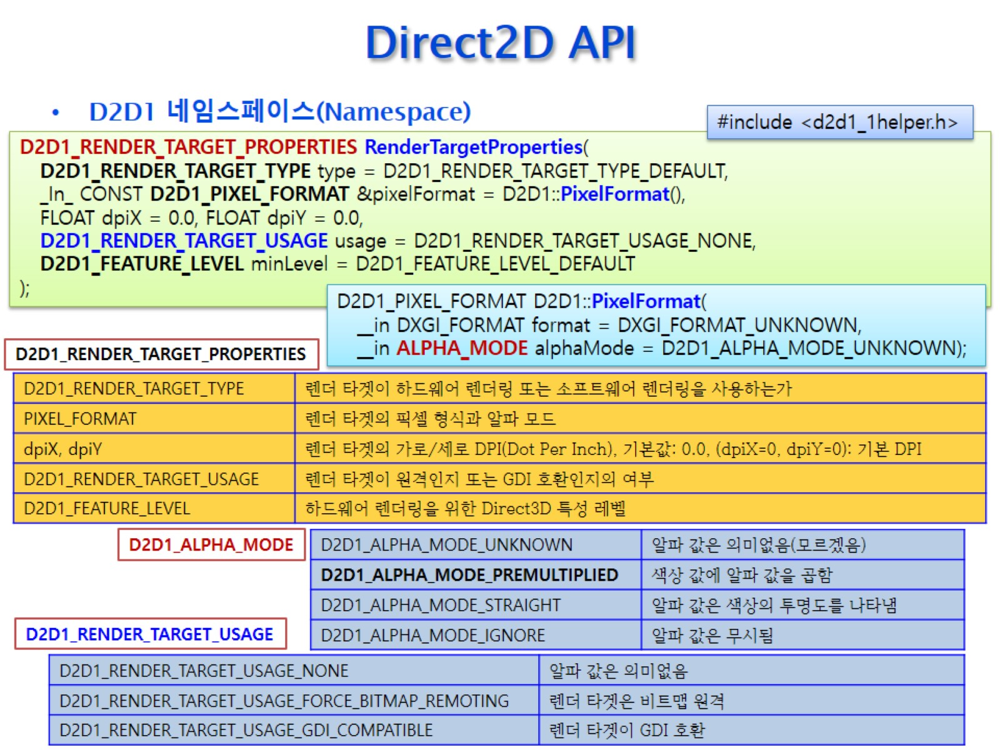 Direct2D API
• D2D1 네임스페이스(Namespace)
#include <d2d1_1helper.h>
D2D1_RENDER_TARGET_PROPERTIES RenderTargetProperties(
D2D1_RENDER_TARGET_TYPE type = D2D1_RENDER_TARGET_TYPE_DEFAULT,
_In_ CONST D2D1_PIXEL_FORMAT &pixelFormat = D2D1::PixelFormat(),
FLOAT dpiX = 0.0, FLOAT dpiY = 0.0,
D2D1_RENDER_TARGET_USAGE usage = D2D1_RENDER_TARGET_USAGE_NONE,
D2D1_FEATURE_LEVEL minLevel = D2D1_FEATURE_LEVEL_DEFAULT
);
D2D1_PIXEL_FORMAT D2D1::PixelFormat(
__in DXGI_FORMAT format = DXGI_FORMAT_UNKNOWN,
__in ALPHA_MODE alphaMode = D2D1_ALPHA_MODE_UNKNOWN);
D2D1_RENDER_TARGET_PROPERTIES
D2D1_RENDER_TARGET_TYPE 렌더 타겟이 하드웨어 렌더링 또는 소프트웨어 렌더링을 사용하는가
PIXEL_FORMAT 렌더 타겟의 픽셀 형식과 알파 모드
dpiX, dpiY 렌더 타겟의 가로/세로 DPI(Dot Per Inch), 기본값: 0.0, (dpiX=0, dpiY=0): 기본 DPI
D2D1_RENDER_TARGET_USAGE 렌더 타겟이 원격인지 또는 GDI 호환인지의 여부
D2D1_FEATURE_LEVEL 하드웨어 렌더링을 위한 Direct3D 특성 레벨
D2D1_ALPHA_MODE
D2D1_ALPHA_MODE_UNKNOWN 알파 값은 의미없음(모르겠음)
D2D1_ALPHA_MODE_PREMULTIPLIED 색상 값에 알파 값을 곱함
D2D1_ALPHA_MODE_STRAIGHT 알파 값은 색상의 투명도를 나타냄
D2D1_ALPHA_MODE_IGNORE 알파 값은 무시됨
D2D1_RENDER_TARGET_USAGE
D2D1_RENDER_TARGET_USAGE_NONE 알파 값은 의미없음
D2D1_RENDER_TARGET_USAGE_FORCE_BITMAP_REMOTING 렌더 타겟은 비트맵 원격
D2D1_RENDER_TARGET_USAGE_GDI_COMPATIBLE 렌더 타겟이 GDI 호환